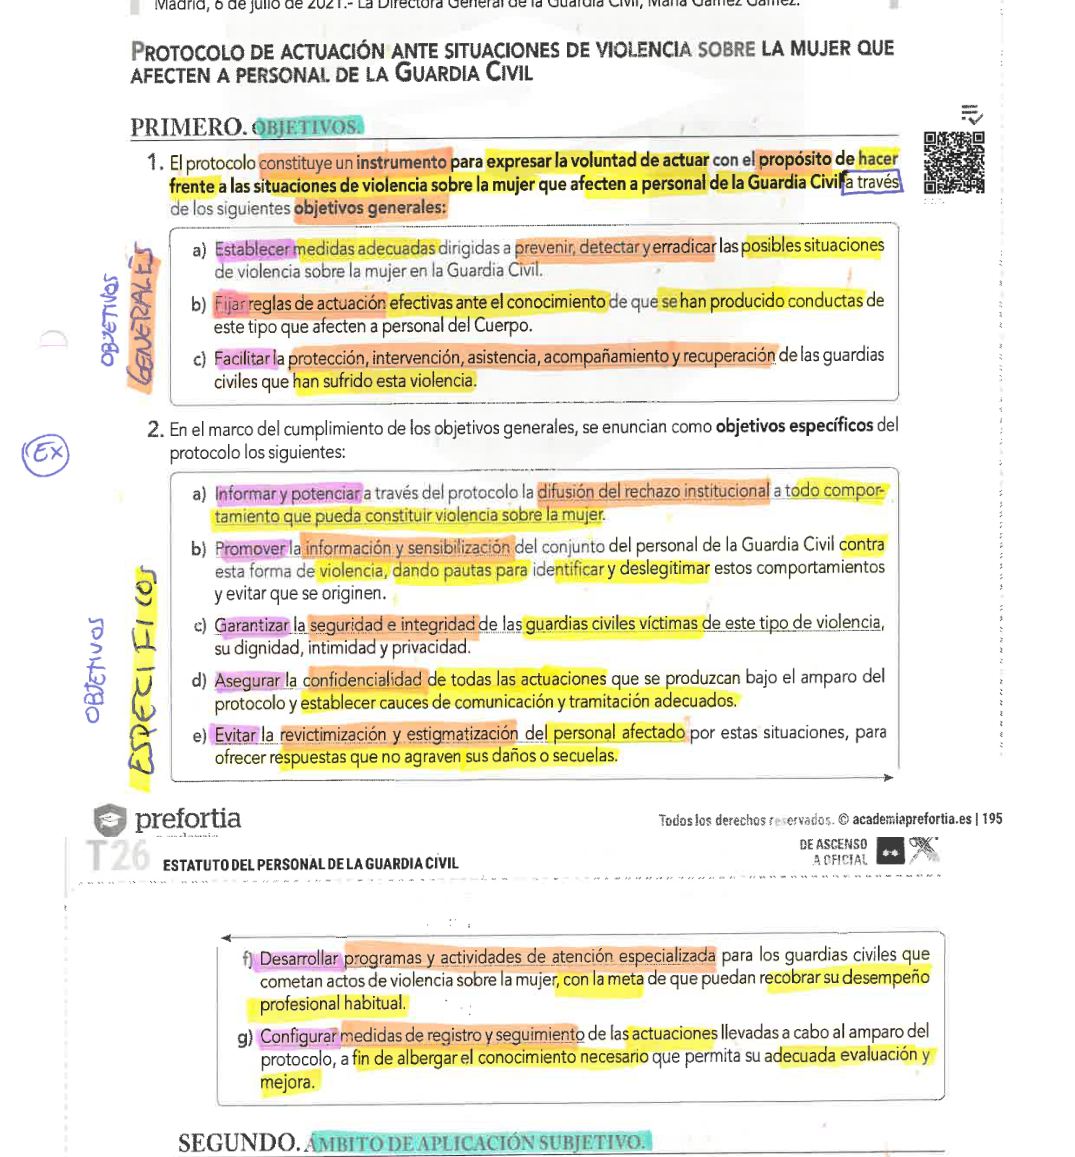 Madrid, 6 de julio de 2021.- La Directora General de la Guardia Civil, María Gámez Gámez.
PROTOCOLO DE ACTUACIÓN ANTE SITUACIONES DE VIOLENCIA SOBRE LA MUJER QUE
AFECTEN A PERSONAL DE LA GUARDIA CIVIL
PRIMERO. OBJETIVOS.
1. El protocolo constituye un instrumento para expresar la voluntad de actuar con el propósito de hacer
frente a las situaciones de violencia sobre la mujer que afecten a personal de la Guardia Civil a través
de los siguientes objetivos generales:
OBJETIVOS
GENERALES
a) Establecer medidas adecuadas dirigidas a prevenir, detectar y erradicar las posibles situaciones
de violencia sobre la mujer en la Guardia Civil.
b) Fijar reglas de actuación efectivas ante el conocimiento de que se han producido conductas de
este tipo que afecten a personal del Cuerpo.
c) Facilitar la protección, intervención, asistencia, acompañamiento y recuperación de las guardias
civiles que han sufrido esta violencia.
2. En el marco del cumplimiento de los objetivos generales, se enuncian como objetivos específicos del
protocolo los siguientes:
EX
OBJETIVOS
ESPECIFICOS
a) Informar y potenciar a través del protocolo la difusión del rechazo institucional a todo compor-
tamiento que pueda constituir violencia sobre la mujer.
b) Promover la información y sensibilización del conjunto del personal de la Guardia Civil contra
esta forma de violencia, dando pautas para identificar y deslegitimar estos comportamientos
y evitar que se originen.
c) Garantizar la seguridad e integridad de las guardias civiles víctimas de este tipo de violencia,
su dignidad, intimidad y privacidad.
d) Asegurar la confidencialidad de todas las actuaciones que se produzcan bajo el amparo del
protocolo y establecer cauces de comunicación y tramitación adecuados.
e) Evitar la revictimización y estigmatización del personal afectado por estas situaciones, para
ofrecer respuestas que no agraven sus daños o secuelas.
prefortia
Todos los derechos reservados. © academiaprefortia.es | 195
T26 ESTATUTO DEL PERSONAL DE LA GUARDIA CIVIL
DE ASCENSO
A OFICIAL
f) Desarrollar programas y actividades de atención especializada para los guardias civiles que
cometan actos de violencia sobre la mujer, con la meta de que puedan recobrar su desempeño
profesional habitual.
g) Configurar medidas de registro y seguimiento de las actuaciones llevadas a cabo al amparo del
protocolo, a fin de albergar el conocimiento necesario que permita su adecuada evaluación y
mejora.
SEGUNDO. ÁMBITO DE APLICACIÓN SUBJETIVO.